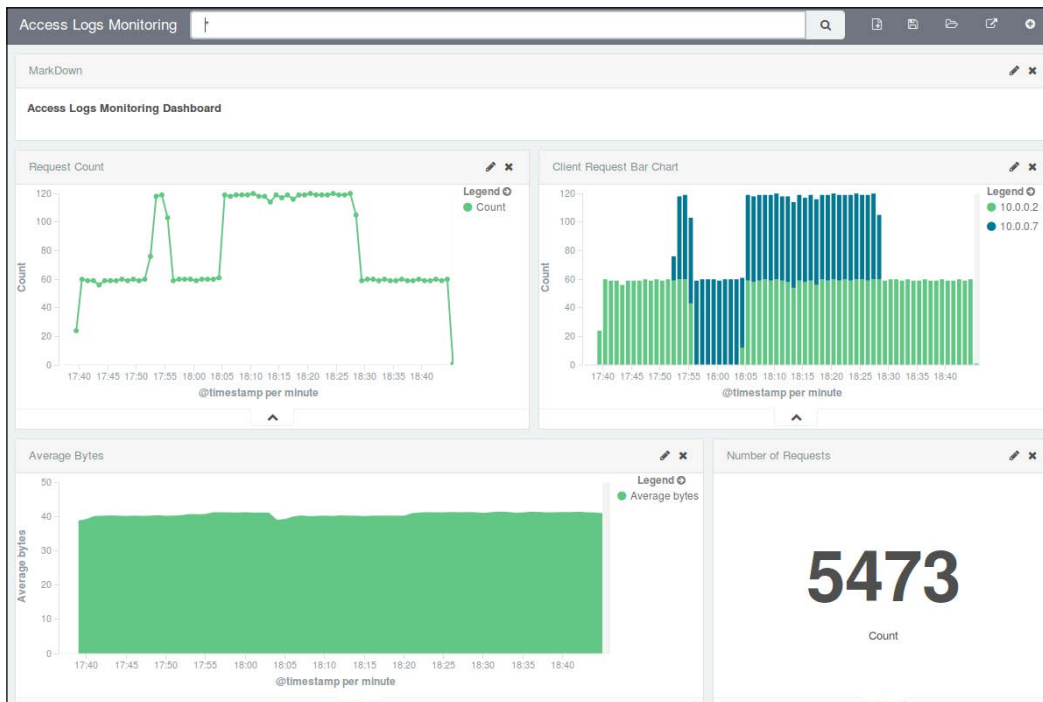 Access Logs Monitoring
*
MarkDown
Access Logs Monitoring Dashboard
Request Count
Legend
Count
120
100
80
60
40
20
0
Count
17:40 17:45 17:50 17:55 18:00 18:05 18:10 18:15 18:20 18:25 18:30 18:35 18:40
@timestamp per minute
Client Request Bar Chart
Legend
10.0.0.2
10.0.0.7
120
100
80
60
40
20
0
Count
17:40 17:45 17:50 17:55 18:00 18:05 18:10 18:15 18:20 18:25 18:30 18:35 18:40
@timestamp per minute
Average Bytes
Legend
Average bytes
50
40
30
20
10
0
Average bytes
17:40 17:45 17:50 17:55 18:00 18:05 18:10 18:15 18:20 18:25 18:30 18:35 18:40
@timestamp per minute
Number of Requests
5473
Count